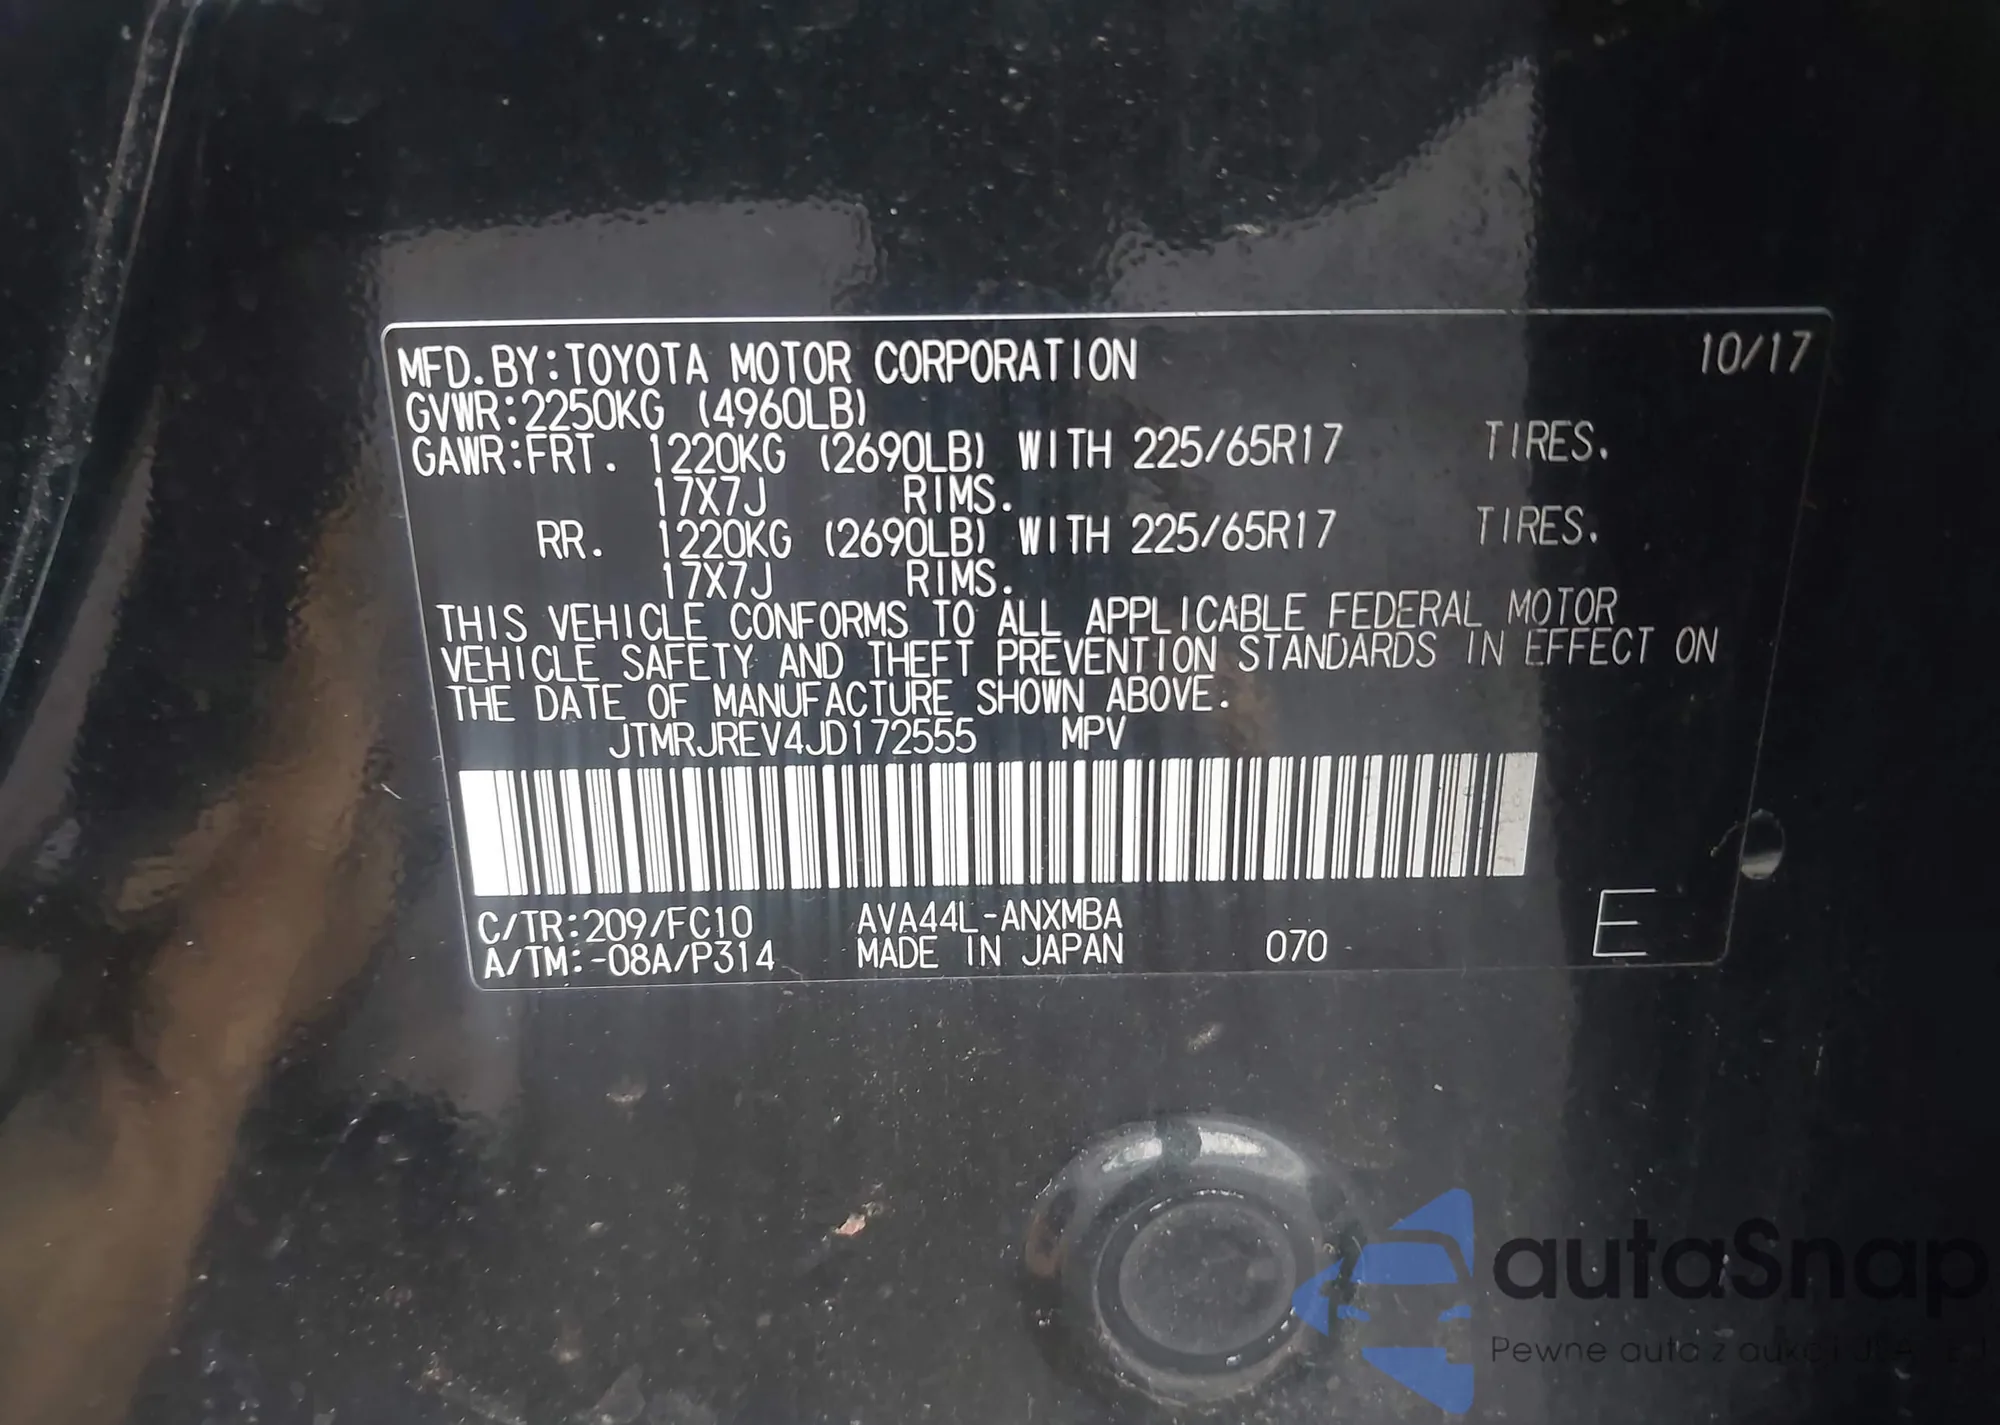 MFD.BY:TOYOTA MOTOR CORPORATION 10/17
GVWR:2250KG (4960LB)
GAWR:FRT. 1220KG (2690LB) WITH 225/65R17 TIRES.
17X7J RIMS.
RR. 1220KG (2690LB) WITH 225/65R17 TIRES.
17X7J RIMS.
THIS VEHICLE CONFORMS TO ALL APPLICABLE FEDERAL MOTOR
VEHICLE SAFETY AND THEFT PREVENTION STANDARDS IN EFFECT ON
THE DATE OF MANUFACTURE SHOWN ABOVE.
JTMRJREV4JD172555 MPV
C/TR:209/FC10 AVA44L-ANXMBA
A/TM:-08A/P314 MADE IN JAPAN 070 E
autaSnap
Pewne auta z